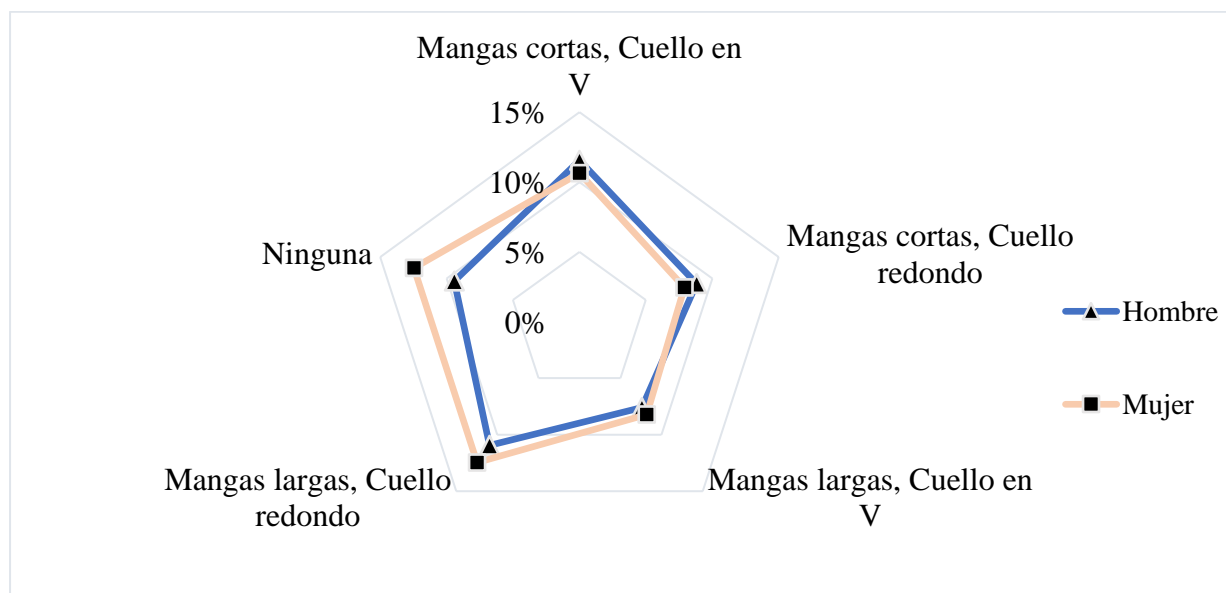 Mangas cortas, Cuello en
V
15%
10%
5%
0%
Mangas cortas, Cuello
redondo
Ninguna
Hombre
Mujer
Mangas largas, Cuello
redondo
Mangas largas, Cuello en
V